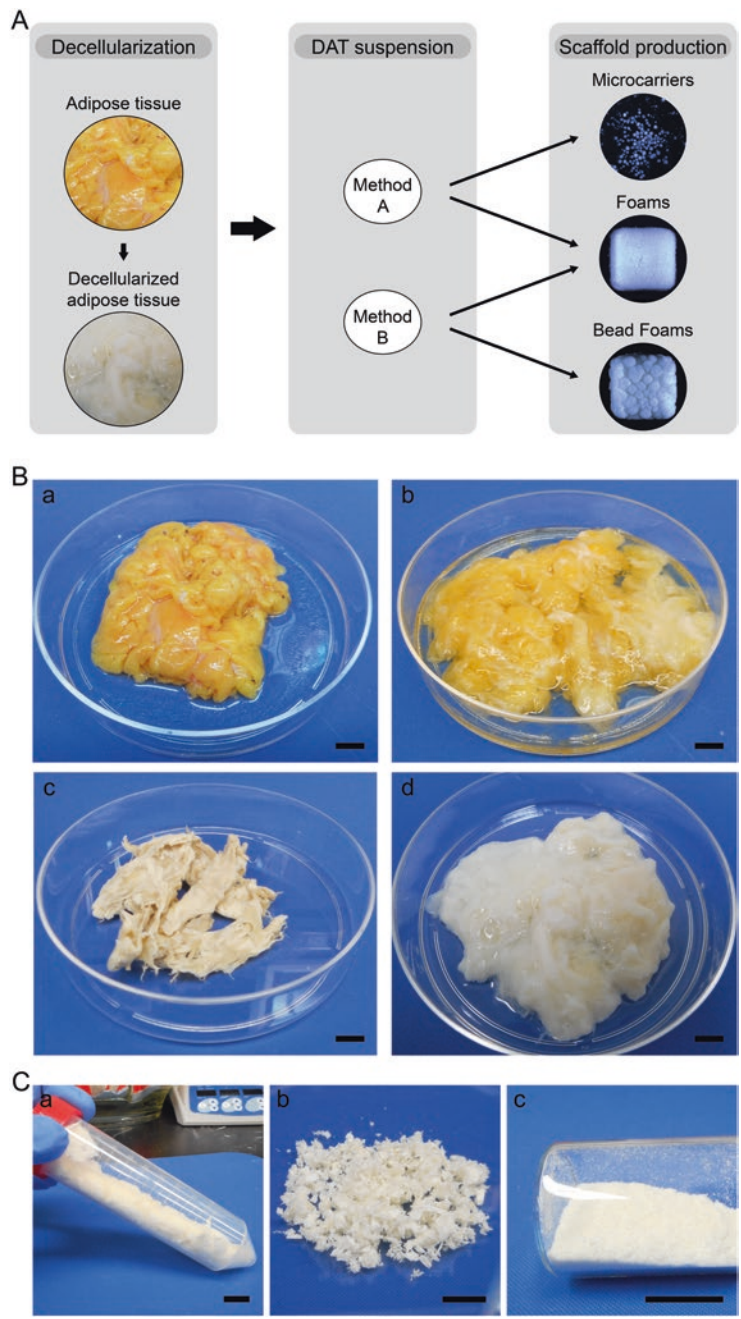 A
Decellularization
DAT suspension
Scaffold production
Adipose tissue
Decellularized
adipose tissue
Method
A
Method
B
Microcarriers
Foams
Bead Foams
B
a
b
c
d
C
a
b
c